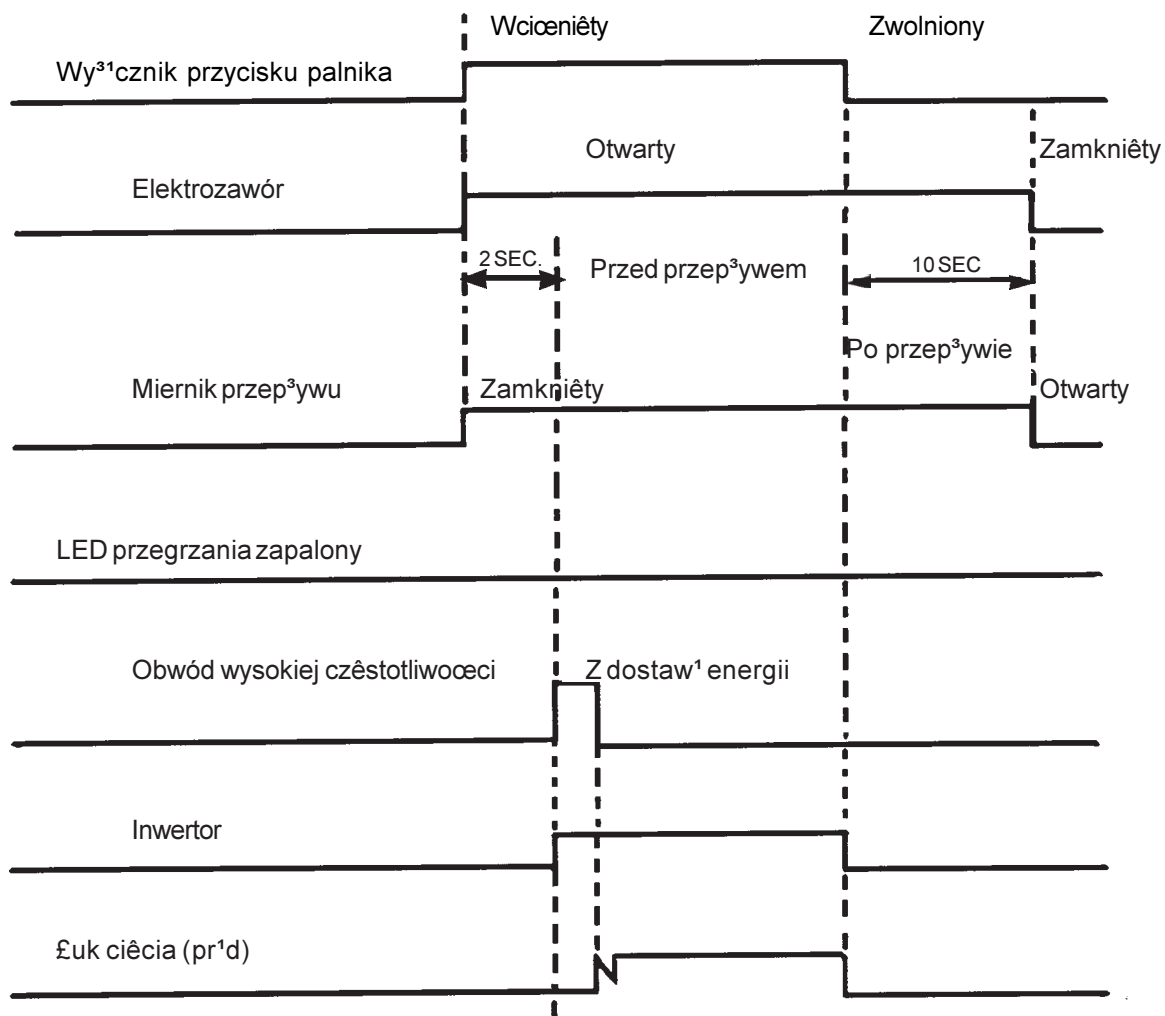 Wciœniêty Zwolniony
Wy³¹cznik przycisku palnika
Otwarty Zamkniêty
Elektrozawór
2 SEC. Przed przep³ywem 10 SEC
Po przep³ywie
Miernik przep³ywu Zamkniêty Otwarty
LED przegrzania zapalony
Obwód wysokiej czêstotliwoœci Z dostaw¹ energii
Inwertor
£uk ciêcia (pr¹d)